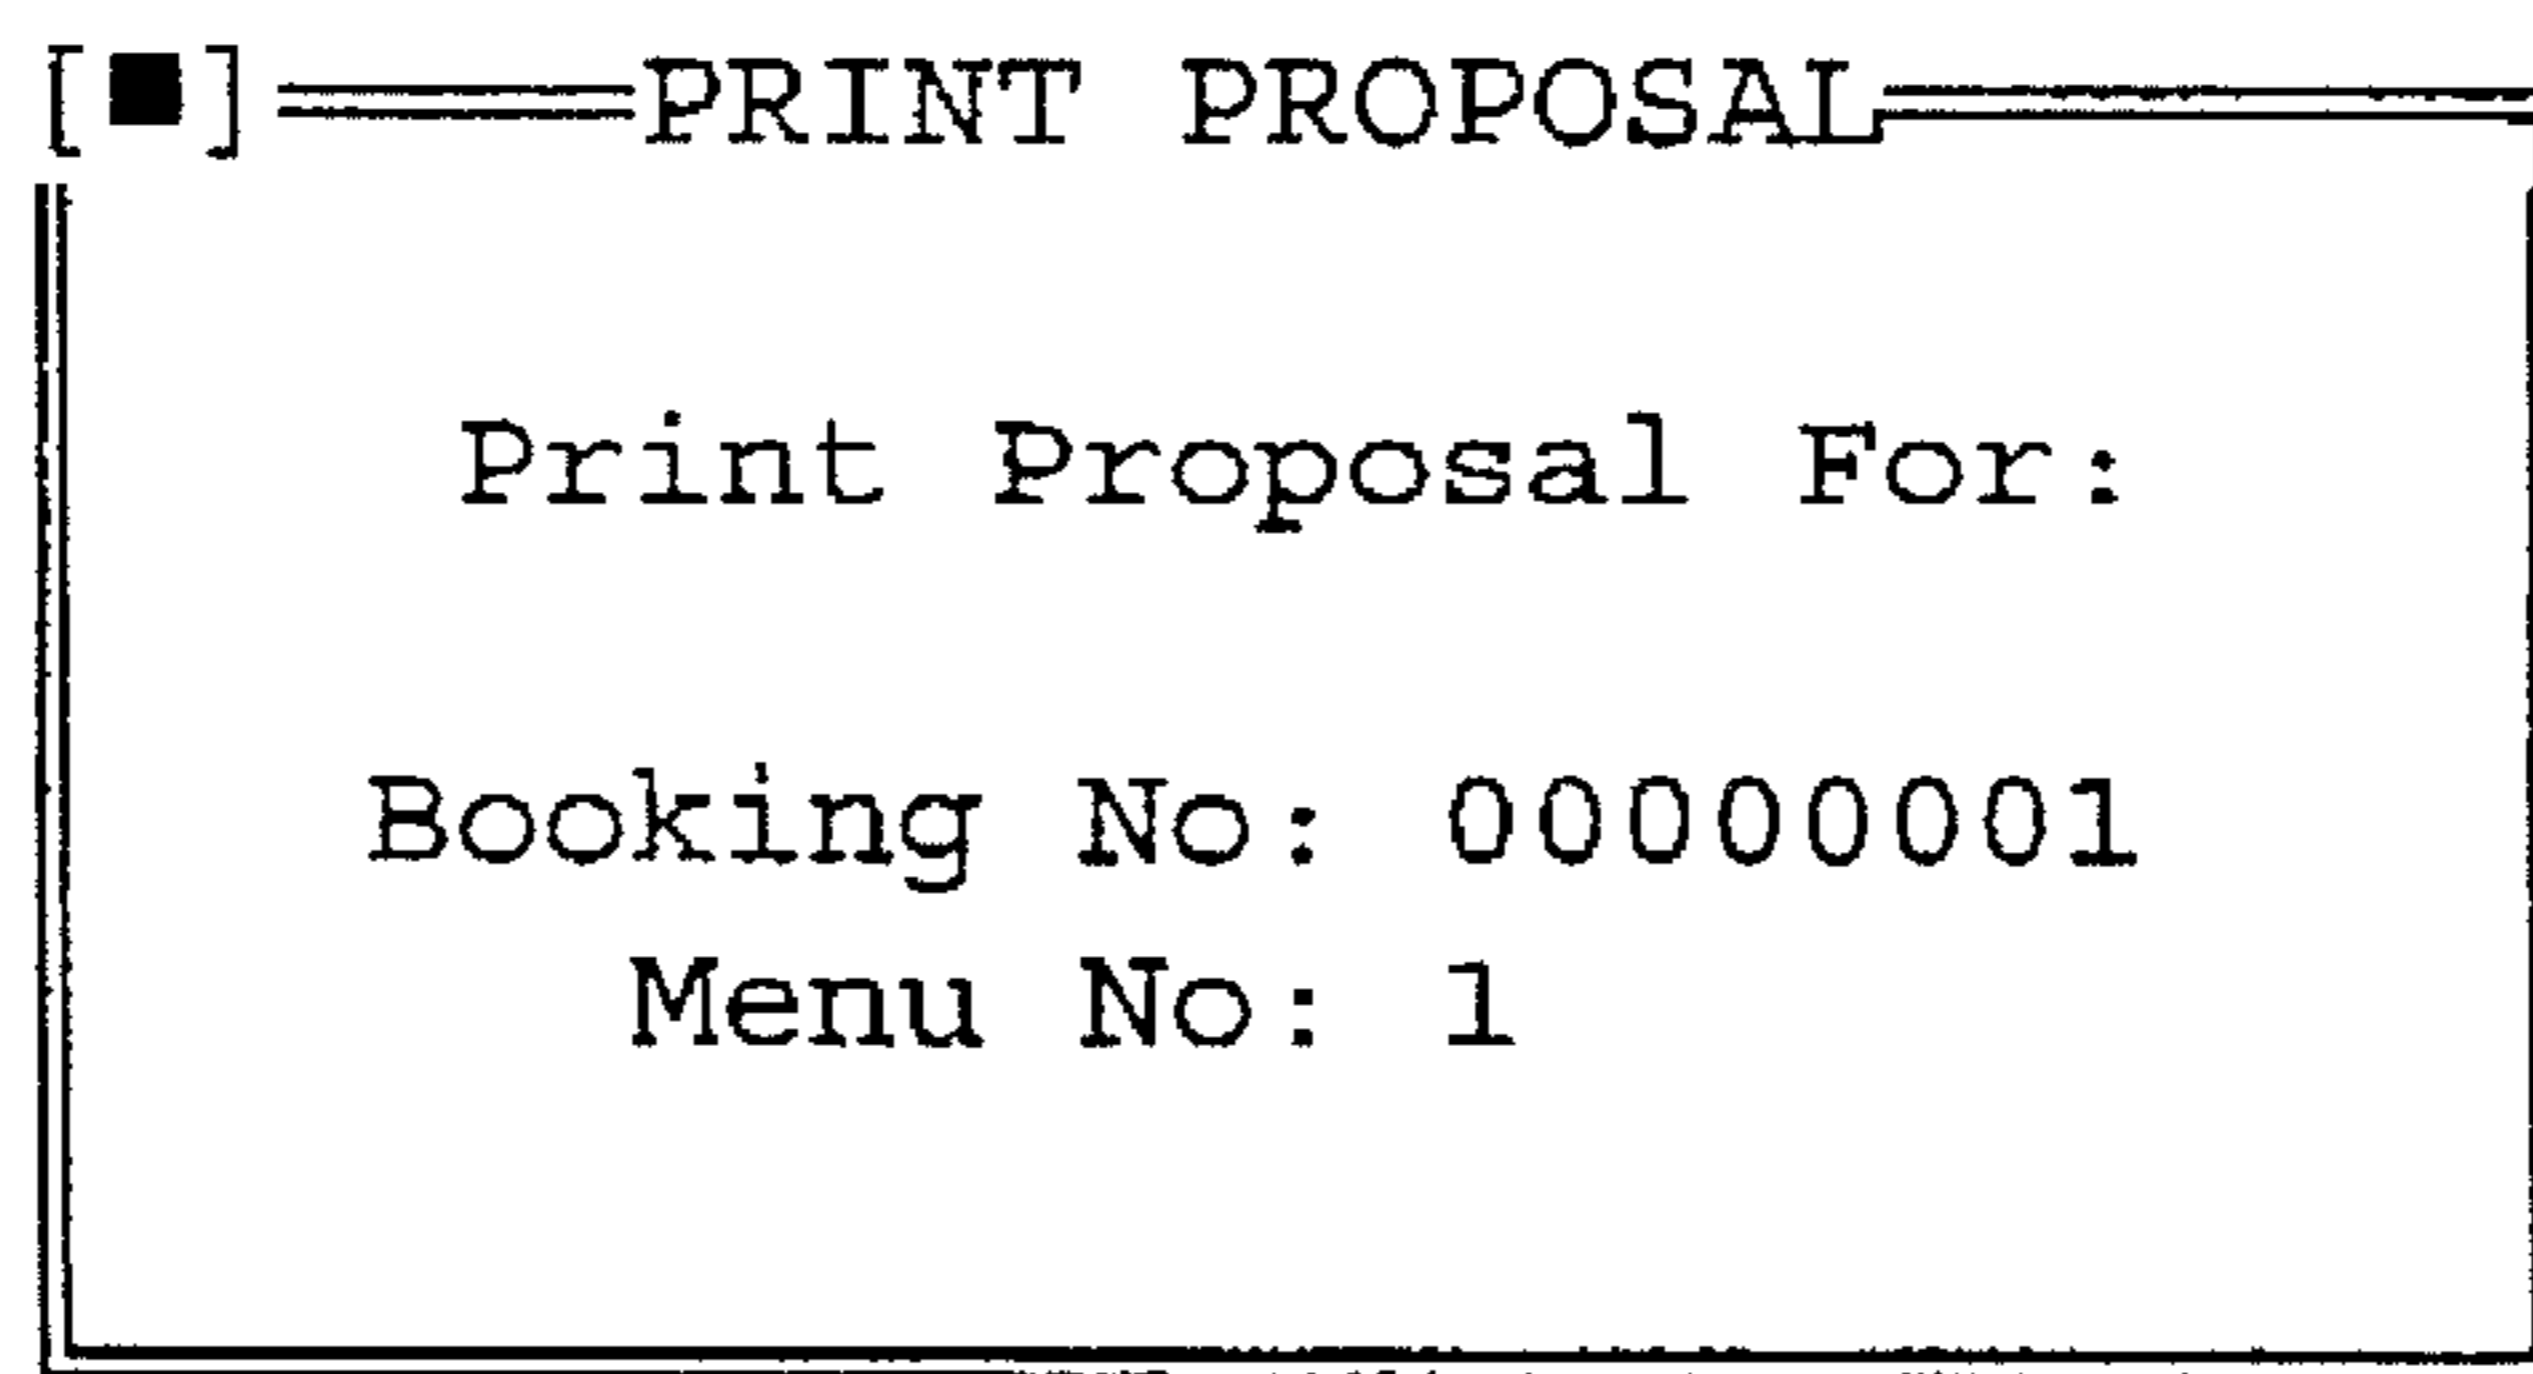 [■]PRINT PROPOSAL
Print Proposal For:
Booking No: 00000001
Menu No: 1